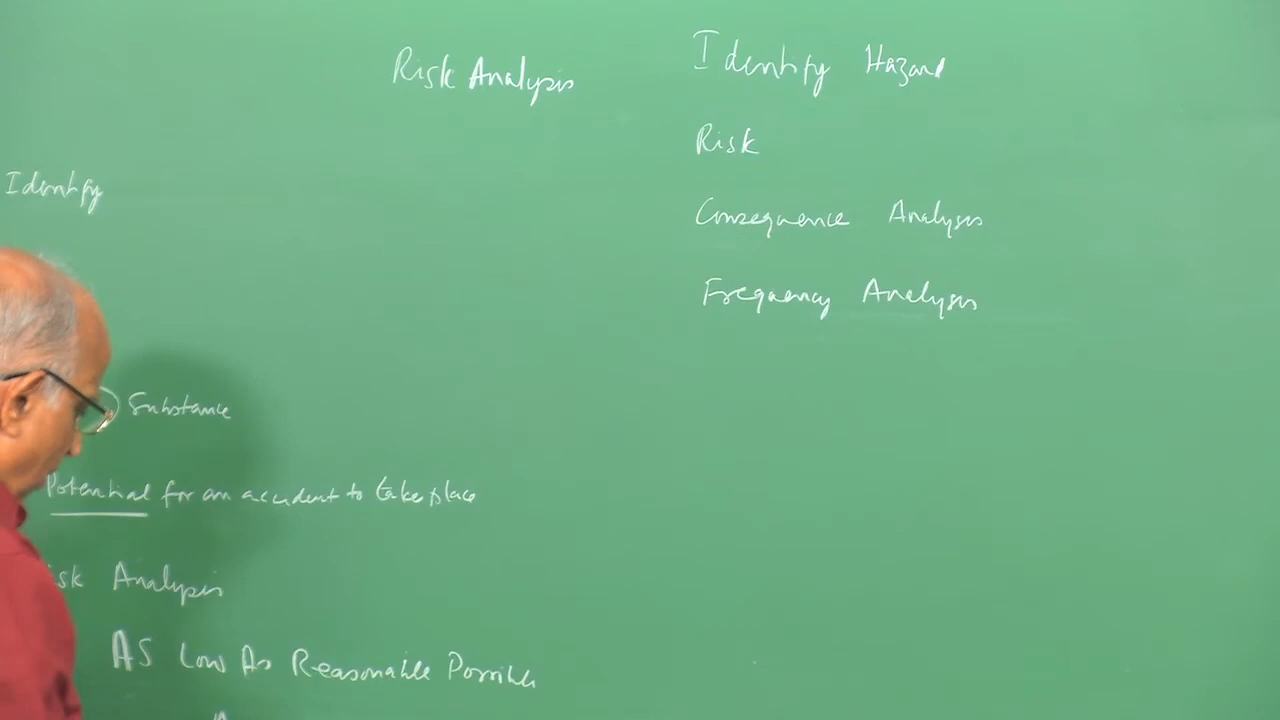 Risk Analysis
Identify Hazard
Risk
Consequence Analysis
Frequency Analysis
Identify
Substance
Potential for an accident to take place
Analysis
As Low As Reasonable Possible